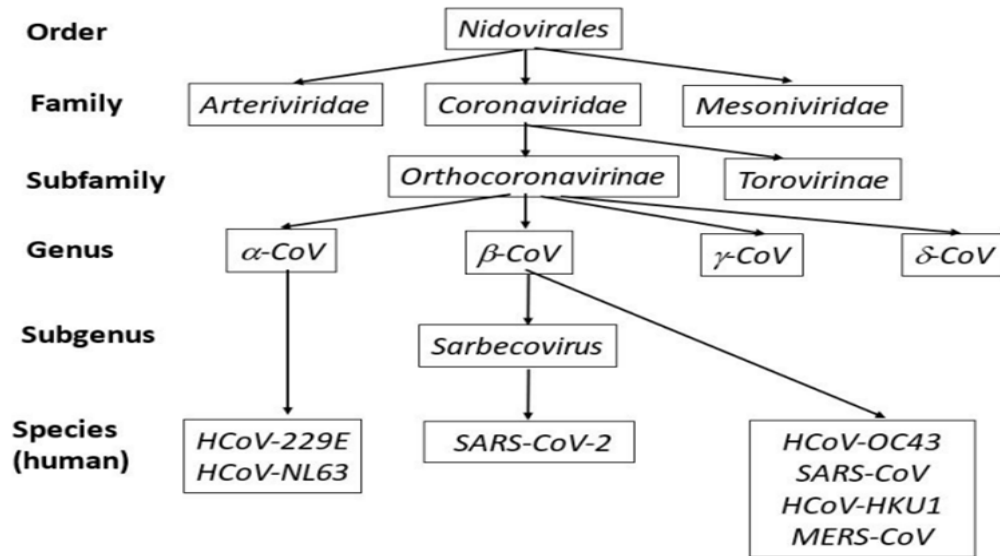 Order
Nidovirales
Family
Arteriviridae
Coronaviridae
Mesoniviridae
Subfamily
Orthocoronavirinae
Torovirinae
Genus
α-CoV
β-CoV
γ-CoV
δ-CoV
Subgenus
Sarbecovirus
Species
(human)
HCoV-229E
HCoV-NL63
SARS-CoV-2
HCoV-OC43
SARS-CoV
HCoV-HKU1
MERS-CoV